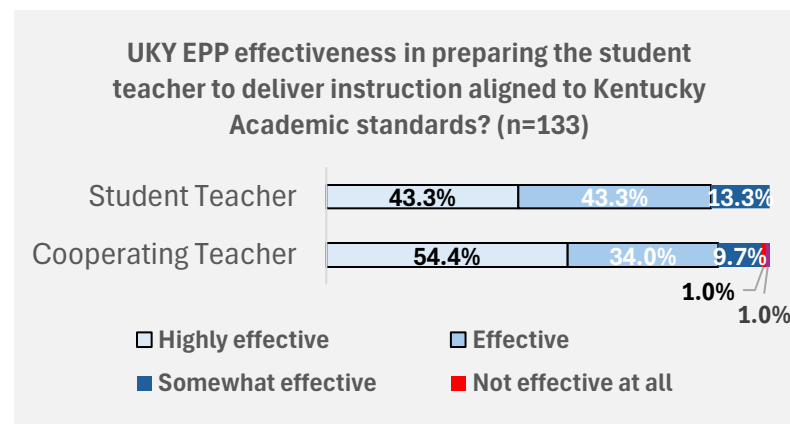 UKY EPP effectiveness in preparing the student
teacher to deliver instruction aligned to Kentucky
Academic standards? (n=133)
Student Teacher
43.3%
43.3%
13.3%
Cooperating Teacher
54.4%
34.0%
9.7%
1.0%
1.0%
Highly effective
Effective
Somewhat effective
Not effective at all